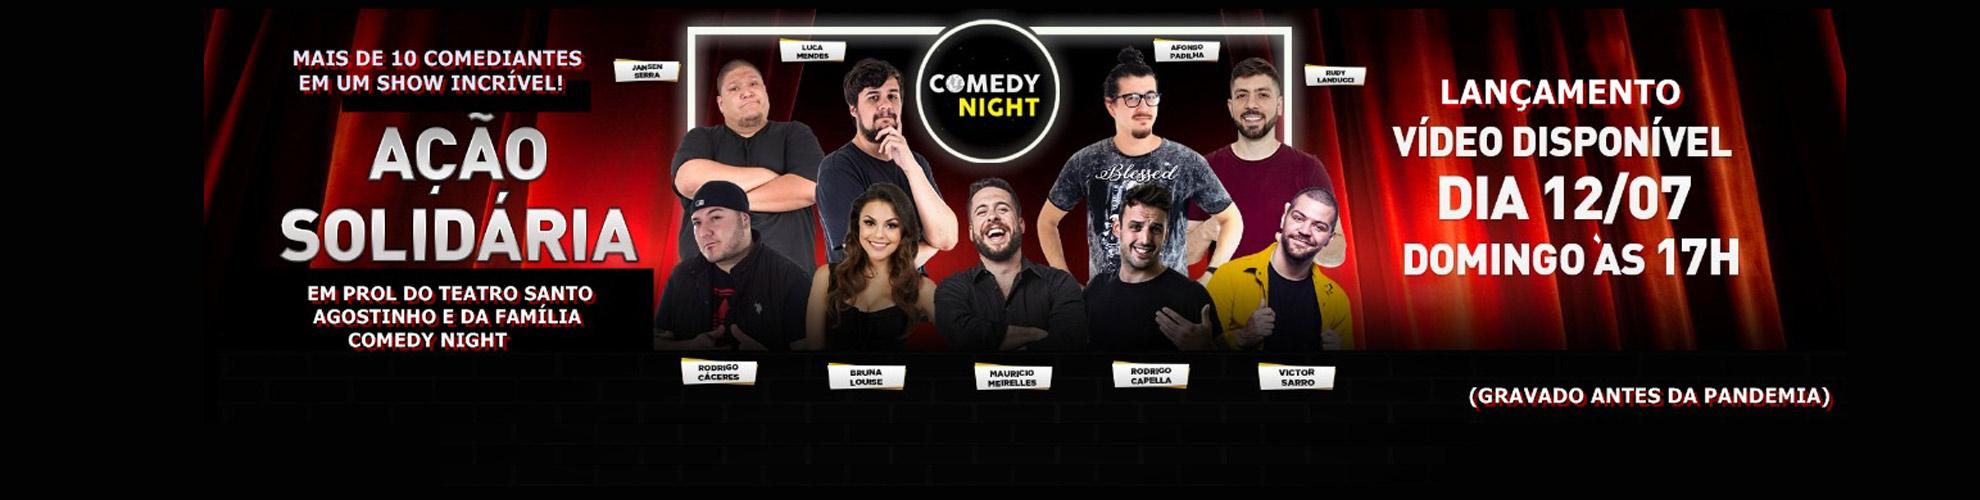 MAIS DE 10 COMEDIANTES
EM UM SHOW INCRÍVEL!
AÇÃO
SOLIDÁRIA
EM PROL DO TEATRO SANTO
AGOSTINHO E DA FAMÍLIA
COMEDY NIGHT
JANSEN
SERRA
LUCA
MENDES
COMEDY
NIGHT
AFONSO
PADILHA
RUDY
LANDUCCI
Blessed
RODRIGO
CÁCERES
BRUNA
LOUISE
MAURICIO
MEIRELLES
RODRIGO
CAPELLA
VICTOR
SARRO
LANÇAMENTO
VÍDEO DISPONÍVEL
DIA 12/07
DOMINGO ÀS 17H
(GRAVADO ANTES DA PANDEMIA)